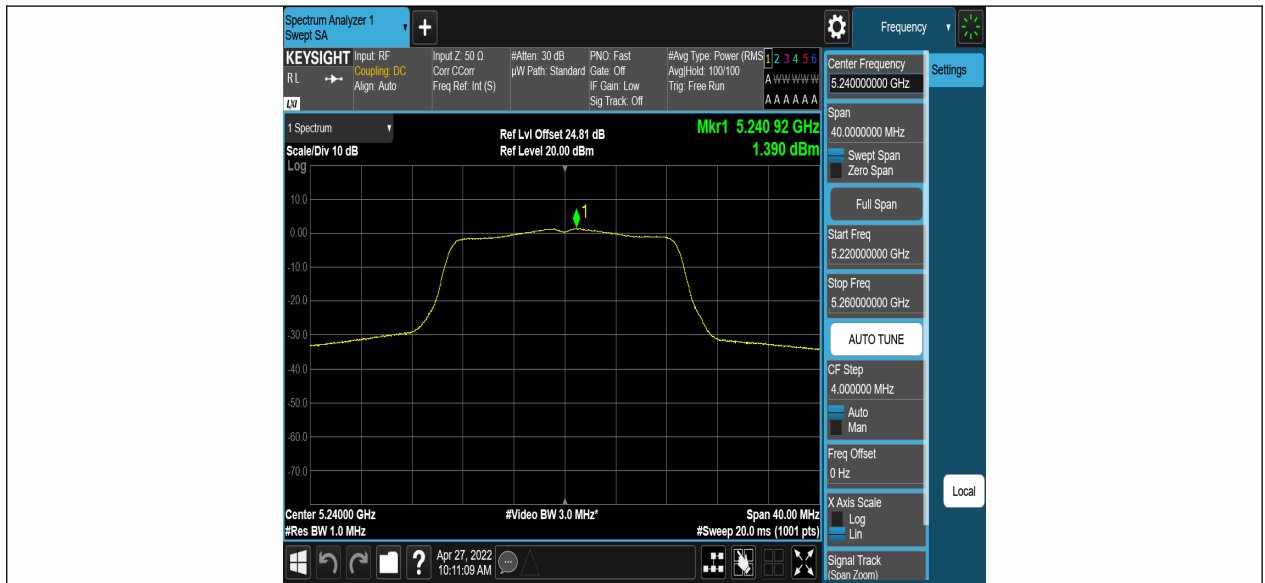 Spectrum Analyzer 1
Swept SA
+
Frequency
KEYSIGHT
R L
LXI
Input: RF
Coupling: DC
Align: Auto
Input Z: 50 Ω
Corr CCorr
Freq Ref: Int (S)
#Atten: 30 dB
µW Path: Standard
PNO: Fast
Gate: Off
IF Gain: Low
Sig Track: Off
#Avg Type: Power (RMS
Avg|Hold: 100/100
Trig: Free Run
1 2 3 4 5 6
A W W W W W
A A A A A A
1 Spectrum
Scale/Div 10 dB
Ref Lvl Offset 24.81 dB
Ref Level 20.00 dBm
Mkr1 5.240 92 GHz
1.390 dBm
Log
10.0
0.00
-10.0
-20.0
-30.0
-40.0
-50.0
-60.0
-70.0
1
Center 5.24000 GHz
#Res BW 1.0 MHz
#Video BW 3.0 MHz*
Span 40.00 MHz
#Sweep 20.0 ms (1001 pts)
?
Apr 27, 2022
10:11:09 AM
Center Frequency
5.240000000 GHz
Span
40.0000000 MHz
Swept Span
Zero Span
Full Span
Start Freq
5.220000000 GHz
Stop Freq
5.260000000 GHz
AUTO TUNE
CF Step
4.000000 MHz
Auto
Man
Freq Offset
0 Hz
X Axis Scale
Log
Lin
Signal Track
(Span Zoom)
Settings
Local